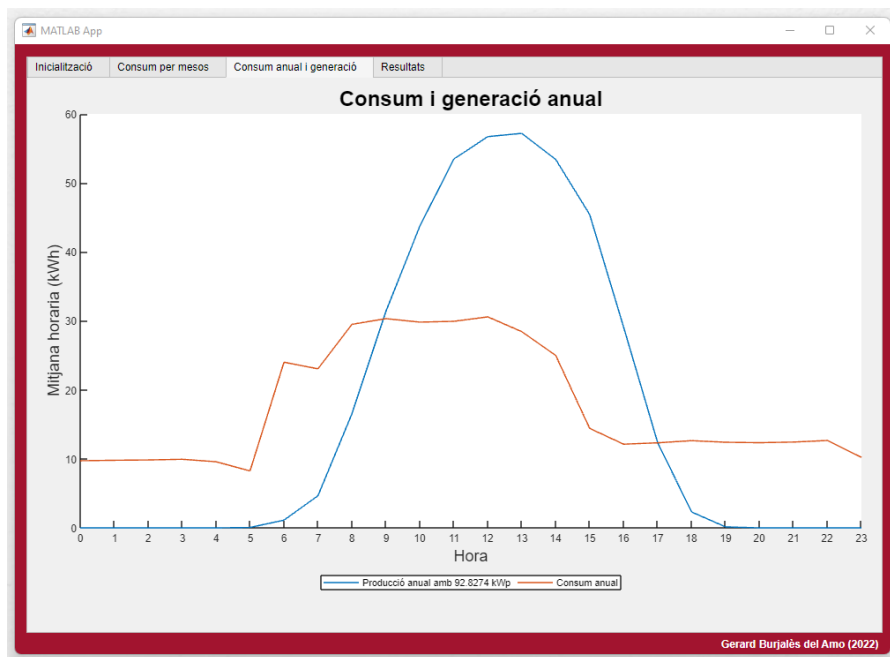 MATLAB App
Inicialització Consum per mesos Consum anual i generació Resultats
Consum i generació anual
60
50
40
30
20
10
0
Mitjana horaria (kWh)
0 1 2 3 4 5 6 7 8 9 10 11 12 13 14 15 16 17 18 19 20 21 22 23
Hora
Producció anual amb 92.8274 kWp Consum anual
Gerard Burjalès del Amo (2022)